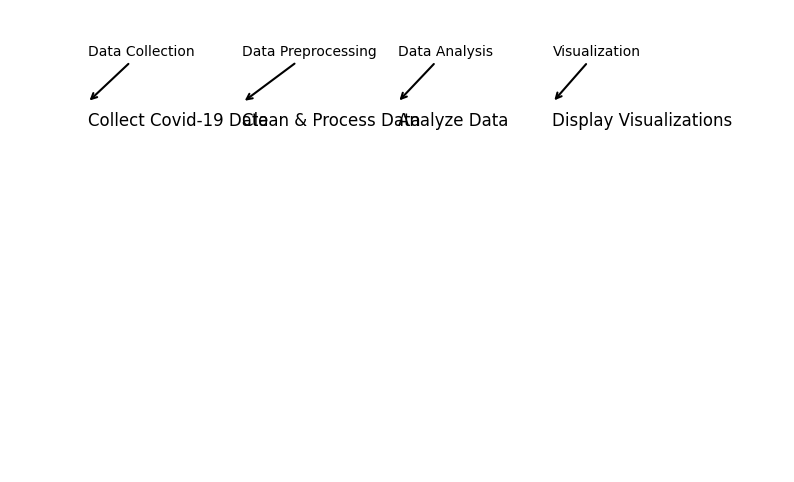 Data Collection Data Preprocessing Data Analysis Visualization
Collect Covid-19 Data Clean & Process Data Analyze Data Display Visualizations